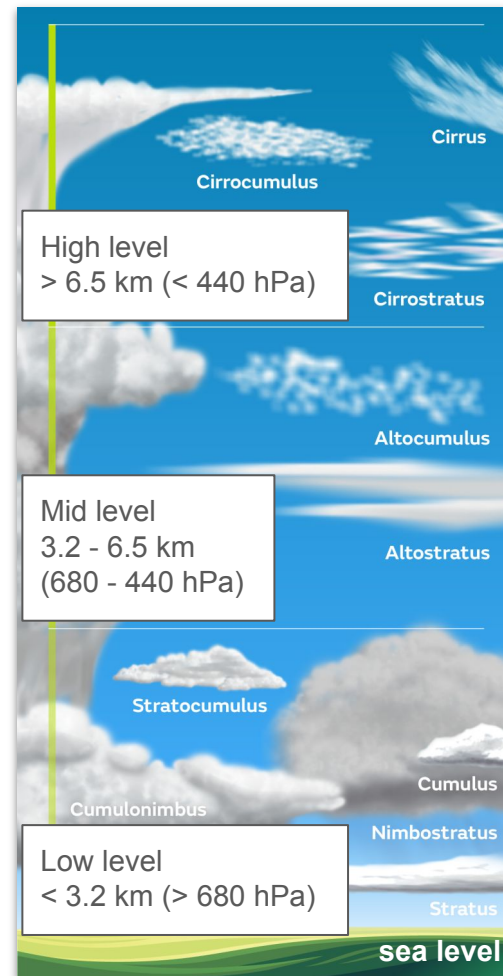 Cirrus
Cirrocumulus
High level
> 6.5 km (< 440 hPa)
Cirrostratus
Altocumulus
Mid level
3.2 - 6.5 km
(680 - 440 hPa)
Altostratus
Stratocumulus
Cumulus
Cumulonimbus
Nimbostratus
Low level
< 3.2 km (> 680 hPa)
Stratus
sea level